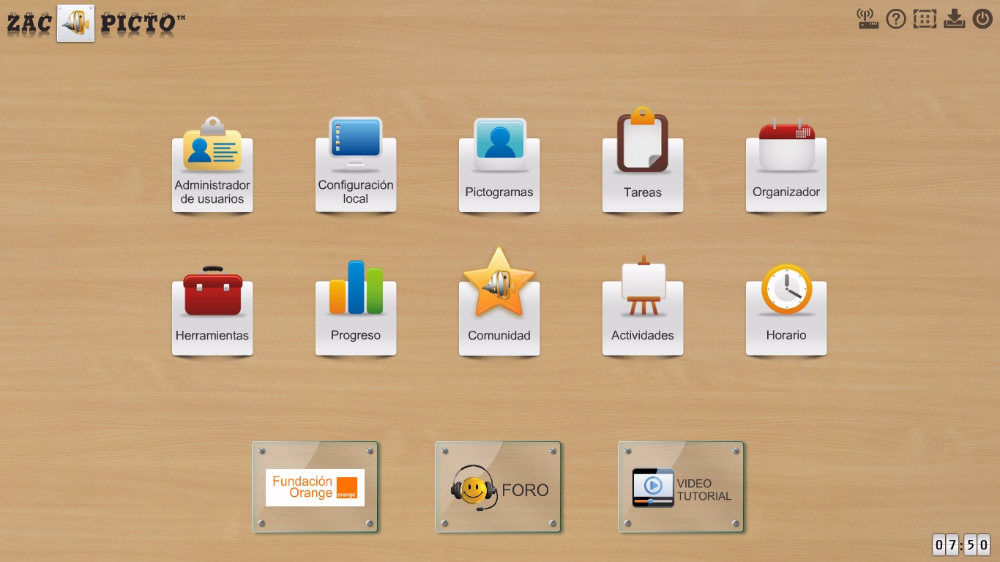 ZAC PICTO™
Administrador
de usuarios
Configuración
local
Pictogramas
Tareas
Organizador
Herramientas
Progreso
Comunidad
Actividades
Horario
Fundación
Orange
orange™
FORO
VIDEO
TUTORIAL
07:50